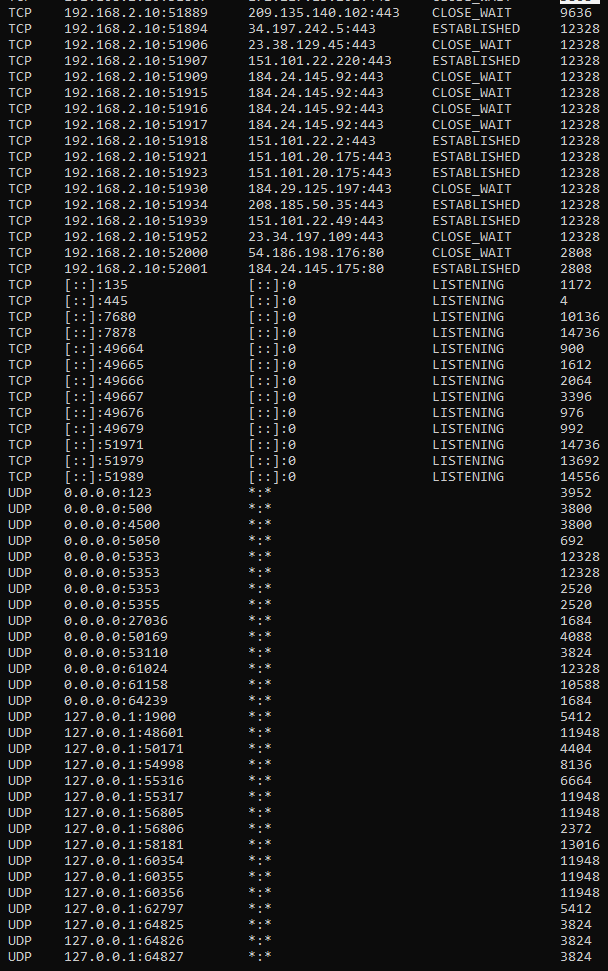 TCP 192.168.2.10:51889 209.135.140.102:443 CLOSE_WAIT 9636
TCP 192.168.2.10:51894 34.197.242.5:443 ESTABLISHED 12328
TCP 192.168.2.10:51906 23.38.129.45:443 CLOSE_WAIT 12328
TCP 192.168.2.10:51907 151.101.22.220:443 ESTABLISHED 12328
TCP 192.168.2.10:51909 184.24.145.92:443 CLOSE_WAIT 12328
TCP 192.168.2.10:51915 184.24.145.92:443 CLOSE_WAIT 12328
TCP 192.168.2.10:51916 184.24.145.92:443 CLOSE_WAIT 12328
TCP 192.168.2.10:51917 184.24.145.92:443 CLOSE_WAIT 12328
TCP 192.168.2.10:51918 151.101.22.2:443 ESTABLISHED 12328
TCP 192.168.2.10:51921 151.101.20.175:443 ESTABLISHED 12328
TCP 192.168.2.10:51923 151.101.20.175:443 ESTABLISHED 12328
TCP 192.168.2.10:51930 184.29.125.197:443 CLOSE_WAIT 12328
TCP 192.168.2.10:51934 208.185.50.35:443 ESTABLISHED 12328
TCP 192.168.2.10:51939 151.101.22.49:443 ESTABLISHED 12328
TCP 192.168.2.10:51952 23.34.197.109:443 CLOSE_WAIT 12328
TCP 192.168.2.10:52000 54.186.198.176:80 CLOSE_WAIT 2808
TCP 192.168.2.10:52001 184.24.145.175:80 ESTABLISHED 2808
TCP [::]:135 [::]:0 LISTENING 1172
TCP [::]:445 [::]:0 LISTENING 4
TCP [::]:7680 [::]:0 LISTENING 10136
TCP [::]:7878 [::]:0 LISTENING 14736
TCP [::]:49664 [::]:0 LISTENING 900
TCP [::]:49665 [::]:0 LISTENING 1612
TCP [::]:49666 [::]:0 LISTENING 2064
TCP [::]:49667 [::]:0 LISTENING 3396
TCP [::]:49676 [::]:0 LISTENING 976
TCP [::]:49679 [::]:0 LISTENING 992
TCP [::]:51971 [::]:0 LISTENING 14736
TCP [::]:51979 [::]:0 LISTENING 13692
TCP [::]:51989 [::]:0 LISTENING 14556
UDP 0.0.0.0:123 *:* 3952
UDP 0.0.0.0:500 *:* 3800
UDP 0.0.0.0:4500 *:* 3800
UDP 0.0.0.0:5050 *:* 692
UDP 0.0.0.0:5353 *:* 12328
UDP 0.0.0.0:5353 *:* 12328
UDP 0.0.0.0:5353 *:* 2520
UDP 0.0.0.0:5355 *:* 2520
UDP 0.0.0.0:27036 *:* 1684
UDP 0.0.0.0:50169 *:* 4088
UDP 0.0.0.0:53110 *:* 3824
UDP 0.0.0.0:61024 *:* 12328
UDP 0.0.0.0:61158 *:* 10588
UDP 0.0.0.0:64239 *:* 1684
UDP 127.0.0.1:1900 *:* 5412
UDP 127.0.0.1:48601 *:* 11948
UDP 127.0.0.1:50171 *:* 4404
UDP 127.0.0.1:54998 *:* 8136
UDP 127.0.0.1:55316 *:* 6664
UDP 127.0.0.1:55317 *:* 11948
UDP 127.0.0.1:56805 *:* 11948
UDP 127.0.0.1:56806 *:* 2372
UDP 127.0.0.1:58181 *:* 13016
UDP 127.0.0.1:60354 *:* 11948
UDP 127.0.0.1:60355 *:* 11948
UDP 127.0.0.1:60356 *:* 11948
UDP 127.0.0.1:62797 *:* 5412
UDP 127.0.0.1:64825 *:* 3824
UDP 127.0.0.1:64826 *:* 3824
UDP 127.0.0.1:64827 *:* 3824